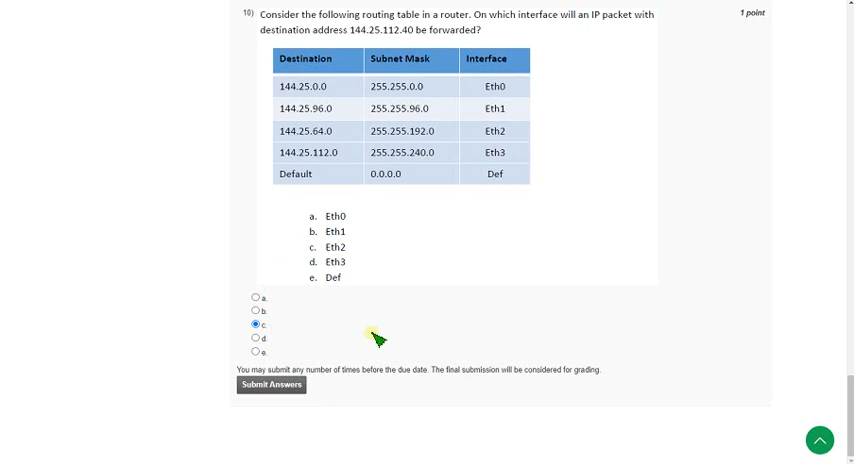 10) Consider the following routing table in a router. On which interface will an IP packet with 1 point
destination address 144.25.112.40 be forwarded?
Destination Subnet Mask Interface
144.25.0.0 255.255.0.0 Eth0
144.25.96.0 255.255.96.0 Eth1
144.25.64.0 255.255.192.0 Eth2
144.25.112.0 255.255.240.0 Eth3
Default 0.0.0.0 Def
a. Eth0
b. Eth1
c. Eth2
d. Eth3
e. Def
a.
b.
c.
d.
e.
You may submit any number of times before the due date. The final submission will be considered for grading.
Submit Answers